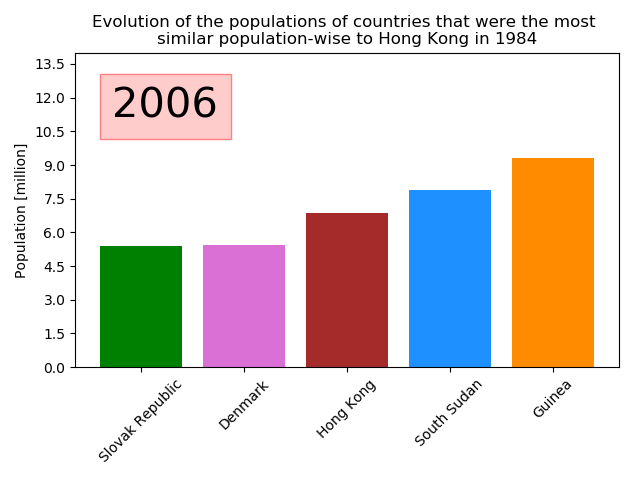 Evolution of the populations of countries that were the most
similar population-wise to Hong Kong in 1984
2006
Population [million]
13.5
12.0
10.5
9.0
7.5
6.0
4.5
3.0
1.5
0.0
Slovak Republic
Denmark
Hong Kong
South Sudan
Guinea